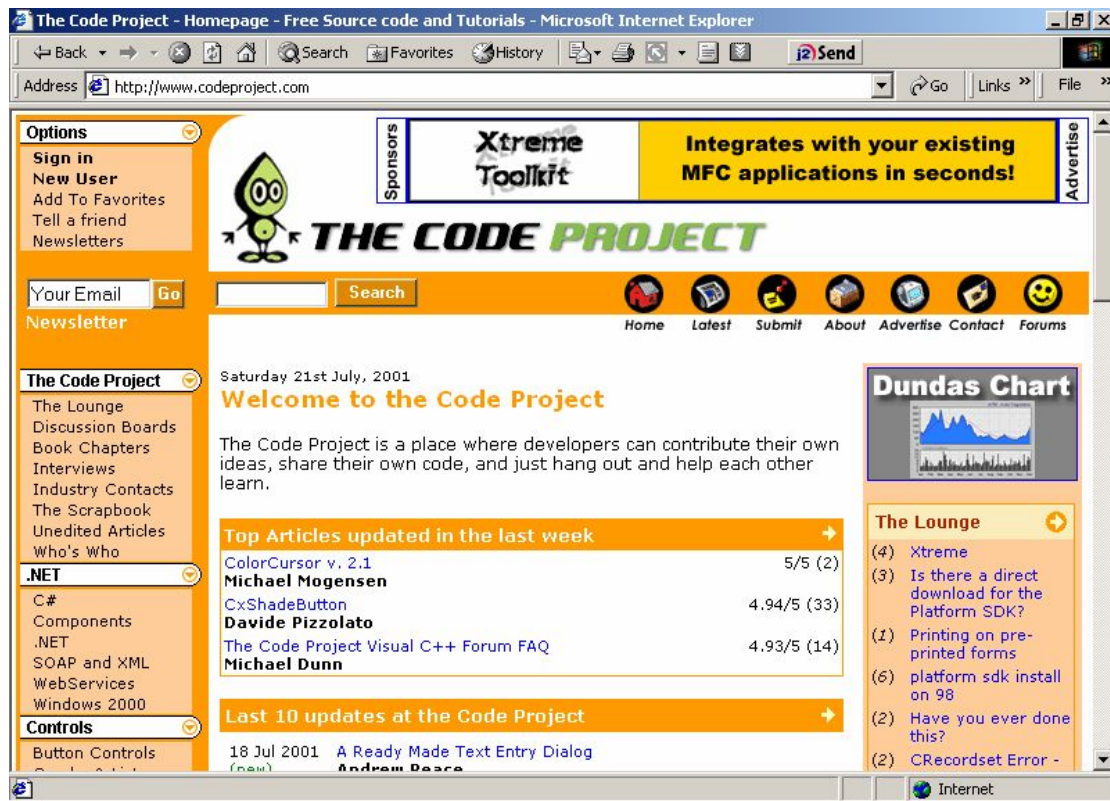 The Code Project - Homepage - Free Source code and Tutorials - Microsoft Internet Explorer
Back Search Favorites History j2 Send
Address http://www.codeproject.com Go Links » File »
Options
Sign in
New User
Add To Favorites
Tell a friend
Newsletters
Your Email Go
Newsletter
Sponsors
Xtreme
Toolkit
Integrates with your existing
MFC applications in seconds!
Advertise
THE CODE PROJECT
Search
Home Latest Submit About Advertise Contact Forums
The Code Project
The Lounge
Discussion Boards
Book Chapters
Interviews
Industry Contacts
The Scrapbook
Unedited Articles
Who's Who
.NET
C#
Components
.NET
SOAP and XML
WebServices
Windows 2000
Controls
Button Controls
Saturday 21st July, 2001
Welcome to the Code Project
The Code Project is a place where developers can contribute their own
ideas, share their own code, and just hang out and help each other
learn.
Top Articles updated in the last week
ColorCursor v. 2.1 5/5 (2)
Michael Mogensen
CxShadeButton 4.94/5 (33)
Davide Pizzolato
The Code Project Visual C++ Forum FAQ 4.93/5 (14)
Michael Dunn
Last 10 updates at the Code Project
18 Jul 2001 A Ready Made Text Entry Dialog
(new) Andrew Peace
Dundas Chart
The Lounge
(4) Xtreme
(3) Is there a direct
download for the
Platform SDK?
(1) Printing on pre-
printed forms
(6) platform sdk install
on 98
(2) Have you ever done
this?
(2) CRecordset Error -
Internet